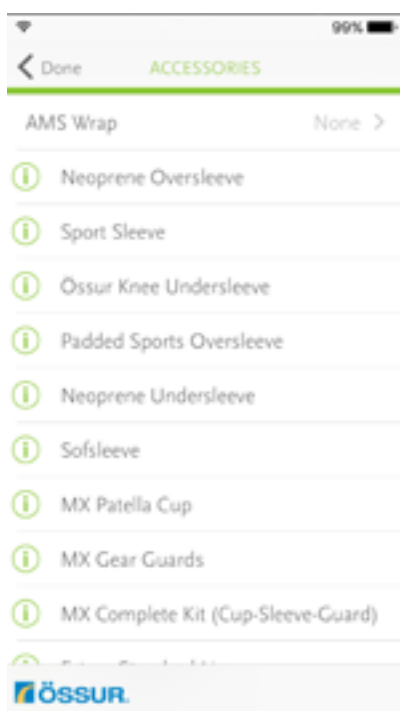 99%
Done ACCESSORIES
AMS Wrap None
Neoprene Oversleeve
Sport Sleeve
Össur Knee Undersleeve
Padded Sports Oversleeve
Neoprene Undersleeve
Sofsleeve
MX Patella Cup
MX Gear Guards
MX Complete Kit (Cup-Sleeve-Guard)
ÖSSUR.